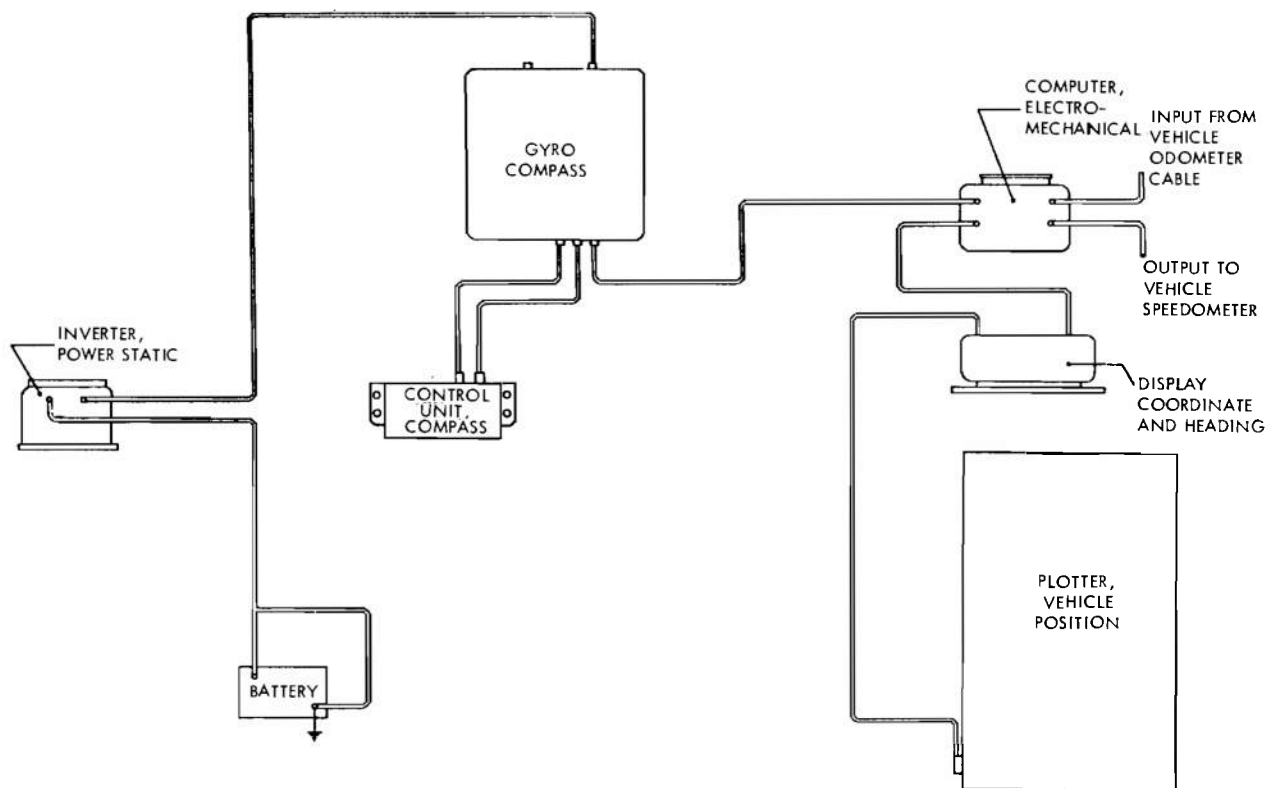 GYRO
COMPASS
COMPUTER,
ELECTRO-
MECHANICAL
INPUT FROM
VEHICLE
ODOMETER
CABLE
OUTPUT TO
VEHICLE
SPEEDOMETER
INVERTER,
POWER STATIC
CONTROL
UNIT,
COMPASS
DISPLAY
COORDINATE
AND HEADING
PLOTTER,
VEHICLE
POSITION
BATTERY